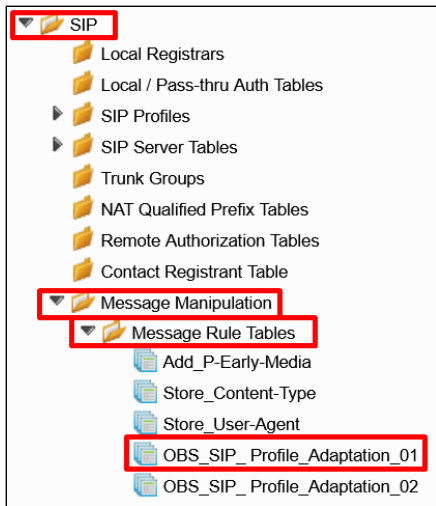 SIP
Local Registrars
Local / Pass-thru Auth Tables
SIP Profiles
SIP Server Tables
Trunk Groups
NAT Qualified Prefix Tables
Remote Authorization Tables
Contact Registrant Table
Message Manipulation
Message Rule Tables
Add_P-Early-Media
Store_Content-Type
Store_User-Agent
OBS_SIP_ Profile_Adaptation_01
OBS_SIP_ Profile_Adaptation_02